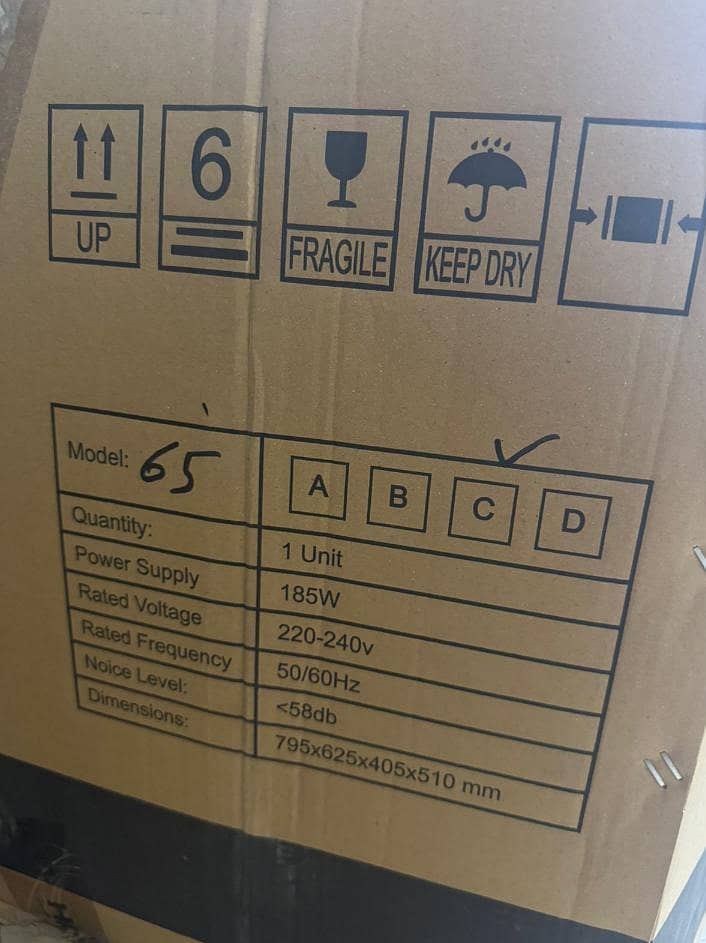 6
UP FRAGILE KEEP DRY
Model: 65 A B C D
Quantity: 1 Unit
Power Supply 185W
Rated Voltage 220-240v
Rated Frequency 50/60Hz
Noice Level: <58db
Dimensions: 795x625x405x510 mm